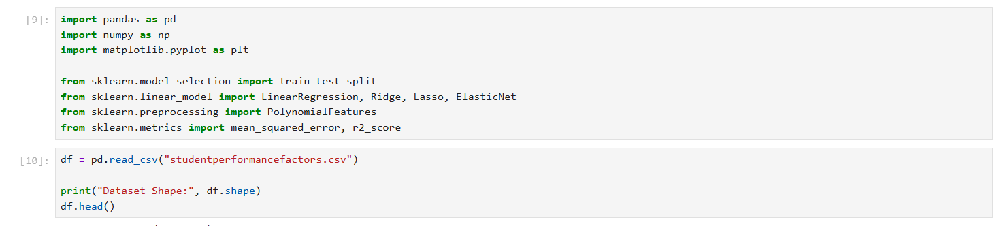 [9]:
import pandas as pd
import numpy as np
import matplotlib.pyplot as plt
from sklearn.model_selection import train_test_split
from sklearn.linear_model import LinearRegression, Ridge, Lasso, ElasticNet
from sklearn.preprocessing import PolynomialFeatures
from sklearn.metrics import mean_squared_error, r2_score
[10]:
df = pd.read_csv("studentperformancefactors.csv")
print("Dataset Shape:", df.shape)
df.head()